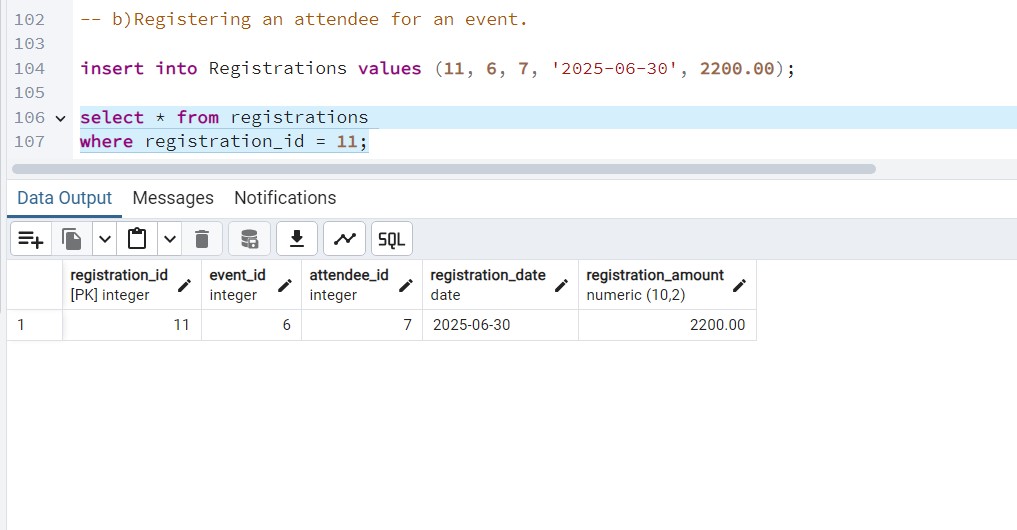 102 -- b)Registering an attendee for an event.
103
104 insert into Registrations values (11, 6, 7, '2025-06-30', 2200.00);
105
106 select * from registrations
107 where registration_id = 11;
Data Output Messages Notifications
SQL
registration_id event_id attendee_id registration_date registration_amount
[PK] integer integer integer date numeric (10,2)
1 11 6 7 2025-06-30 2200.00